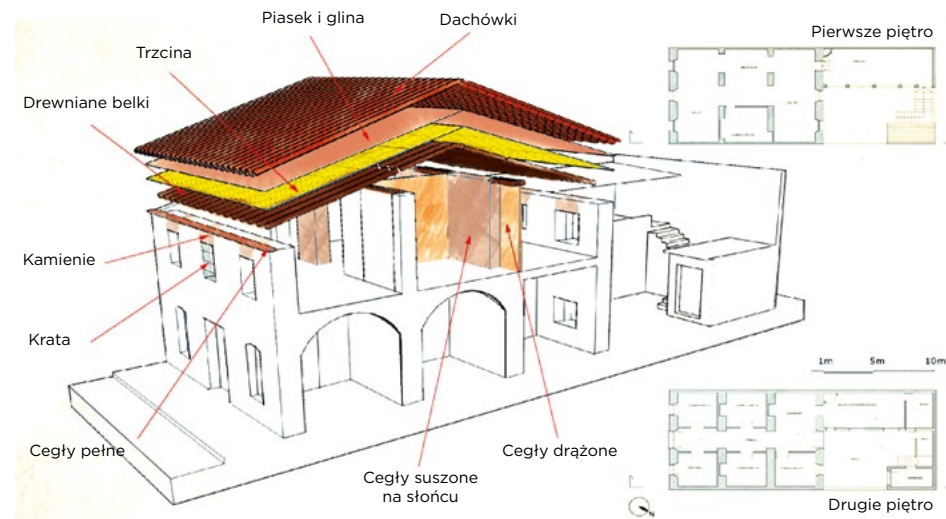 Piasek i glina
Dachówki
Pierwsze piętro
Trzcina
Drewniane belki
Kamienie
Krata
1m 5m 10m
Cegły pełne
Cegły drążone
Cegły suszone
na słońcu
N
Drugie piętro